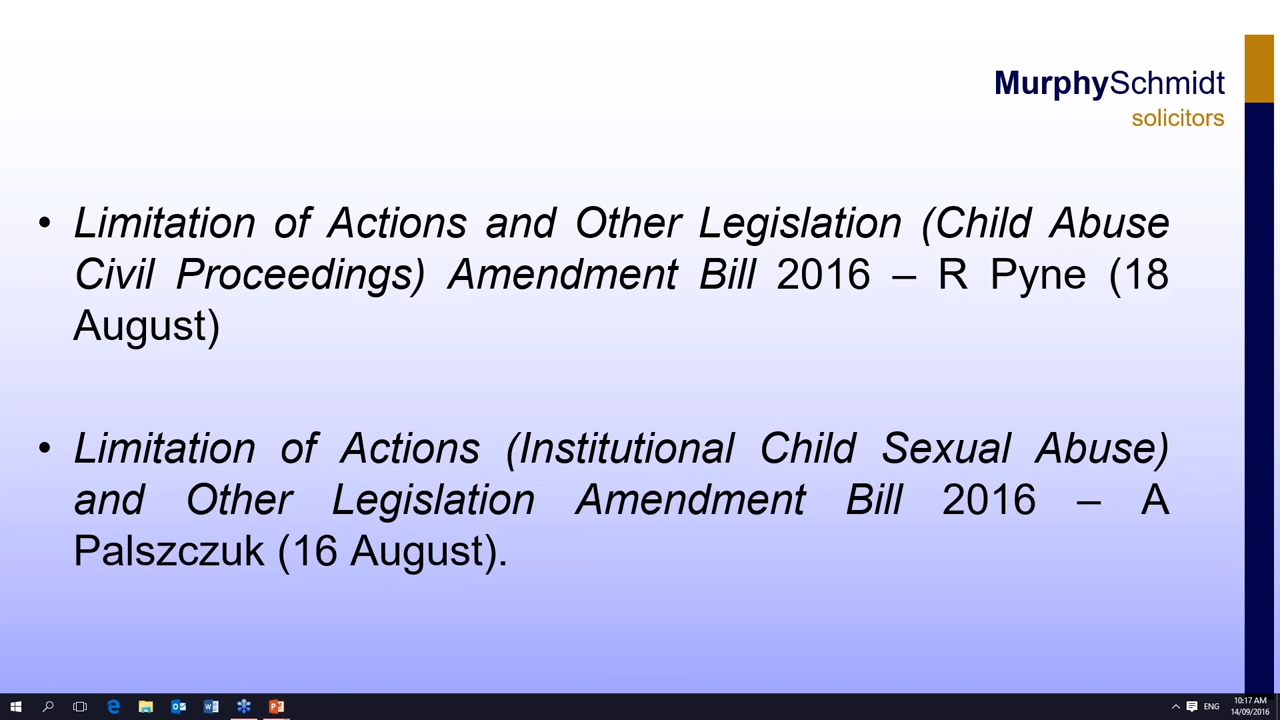 MurphySchmidt
solicitors
• Limitation of Actions and Other Legislation (Child Abuse
Civil Proceedings) Amendment Bill 2016 – R Pyne (18
August)
• Limitation of Actions (Institutional Child Sexual Abuse)
and Other Legislation Amendment Bill 2016 – A
Palszczuk (16 August).
ENG
10:17 AM
14/09/2016